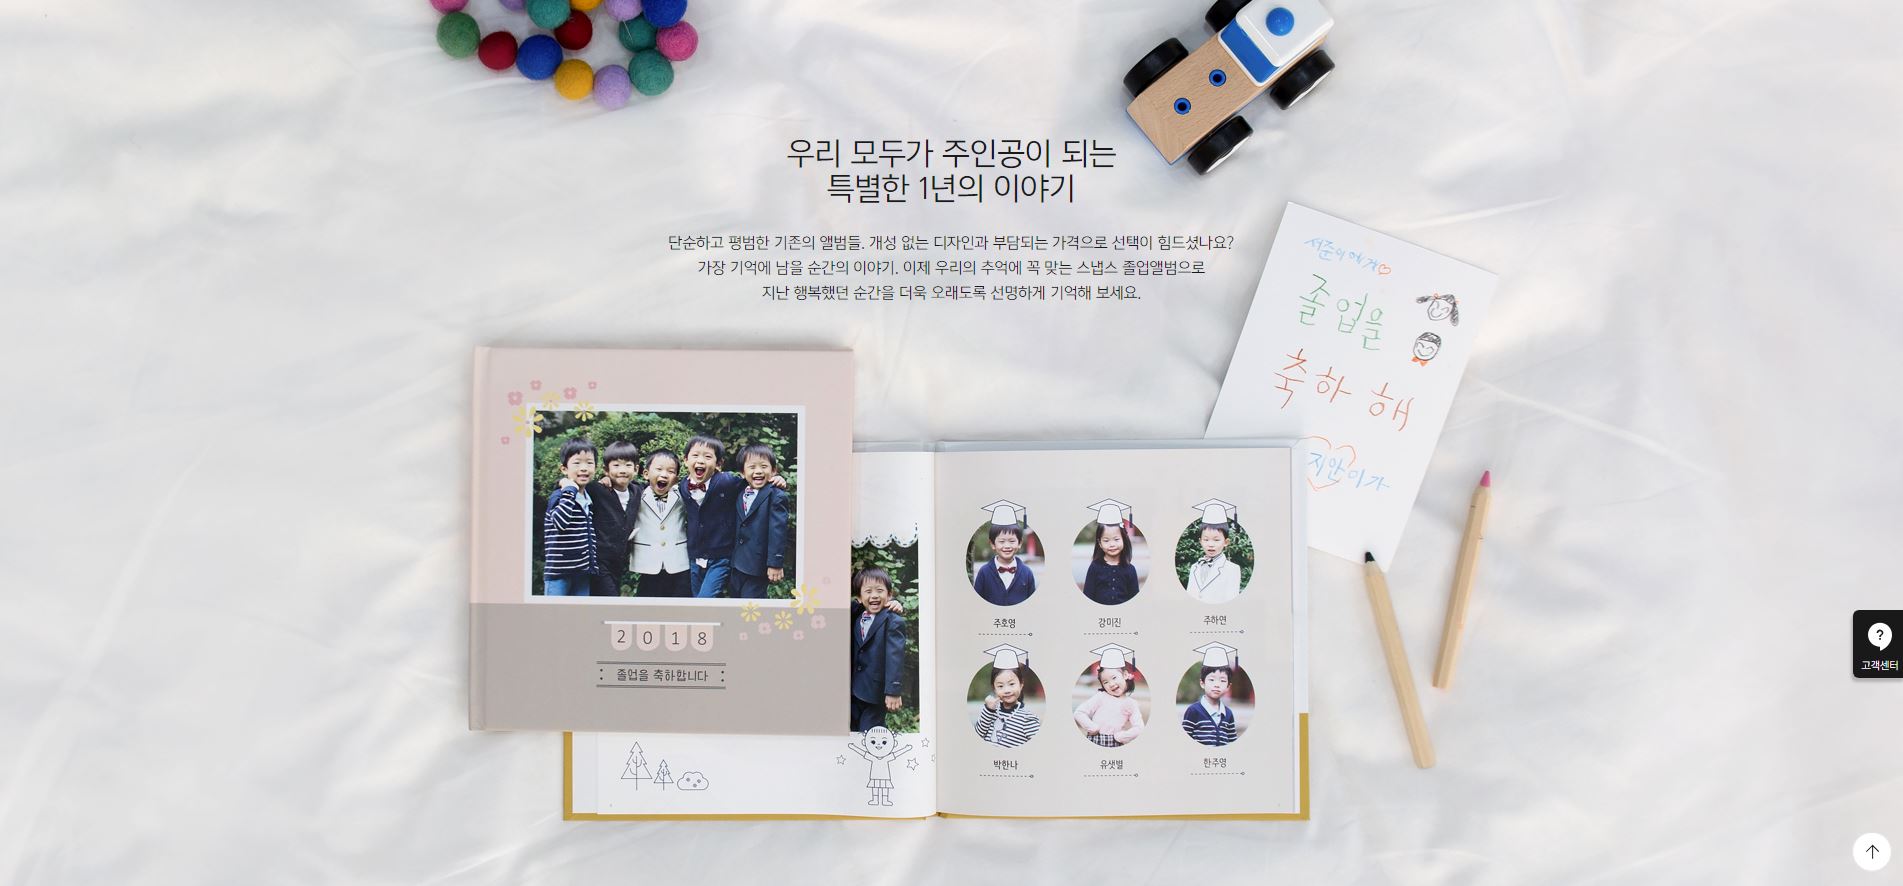 우리 모두가 주인공이 되는
특별한 1년의 이야기
단순하고 평범한 기존의 앨범들. 개성 없는 디자인과 부담되는 가격으로 선택이 힘드셨나요?
가장 기억에 남을 순간의 이야기. 이제 우리의 추억에 꼭 맞는 스냅스 졸업앨범으로
지난 행복했던 순간을 더욱 오래도록 선명하게 기억해 보세요.
서준이에게
졸업을
축하해
지안이가
2018
졸업을 축하합니다
주호영 강미진 주하연
박한나 유샛별 한주영
?
고객센터